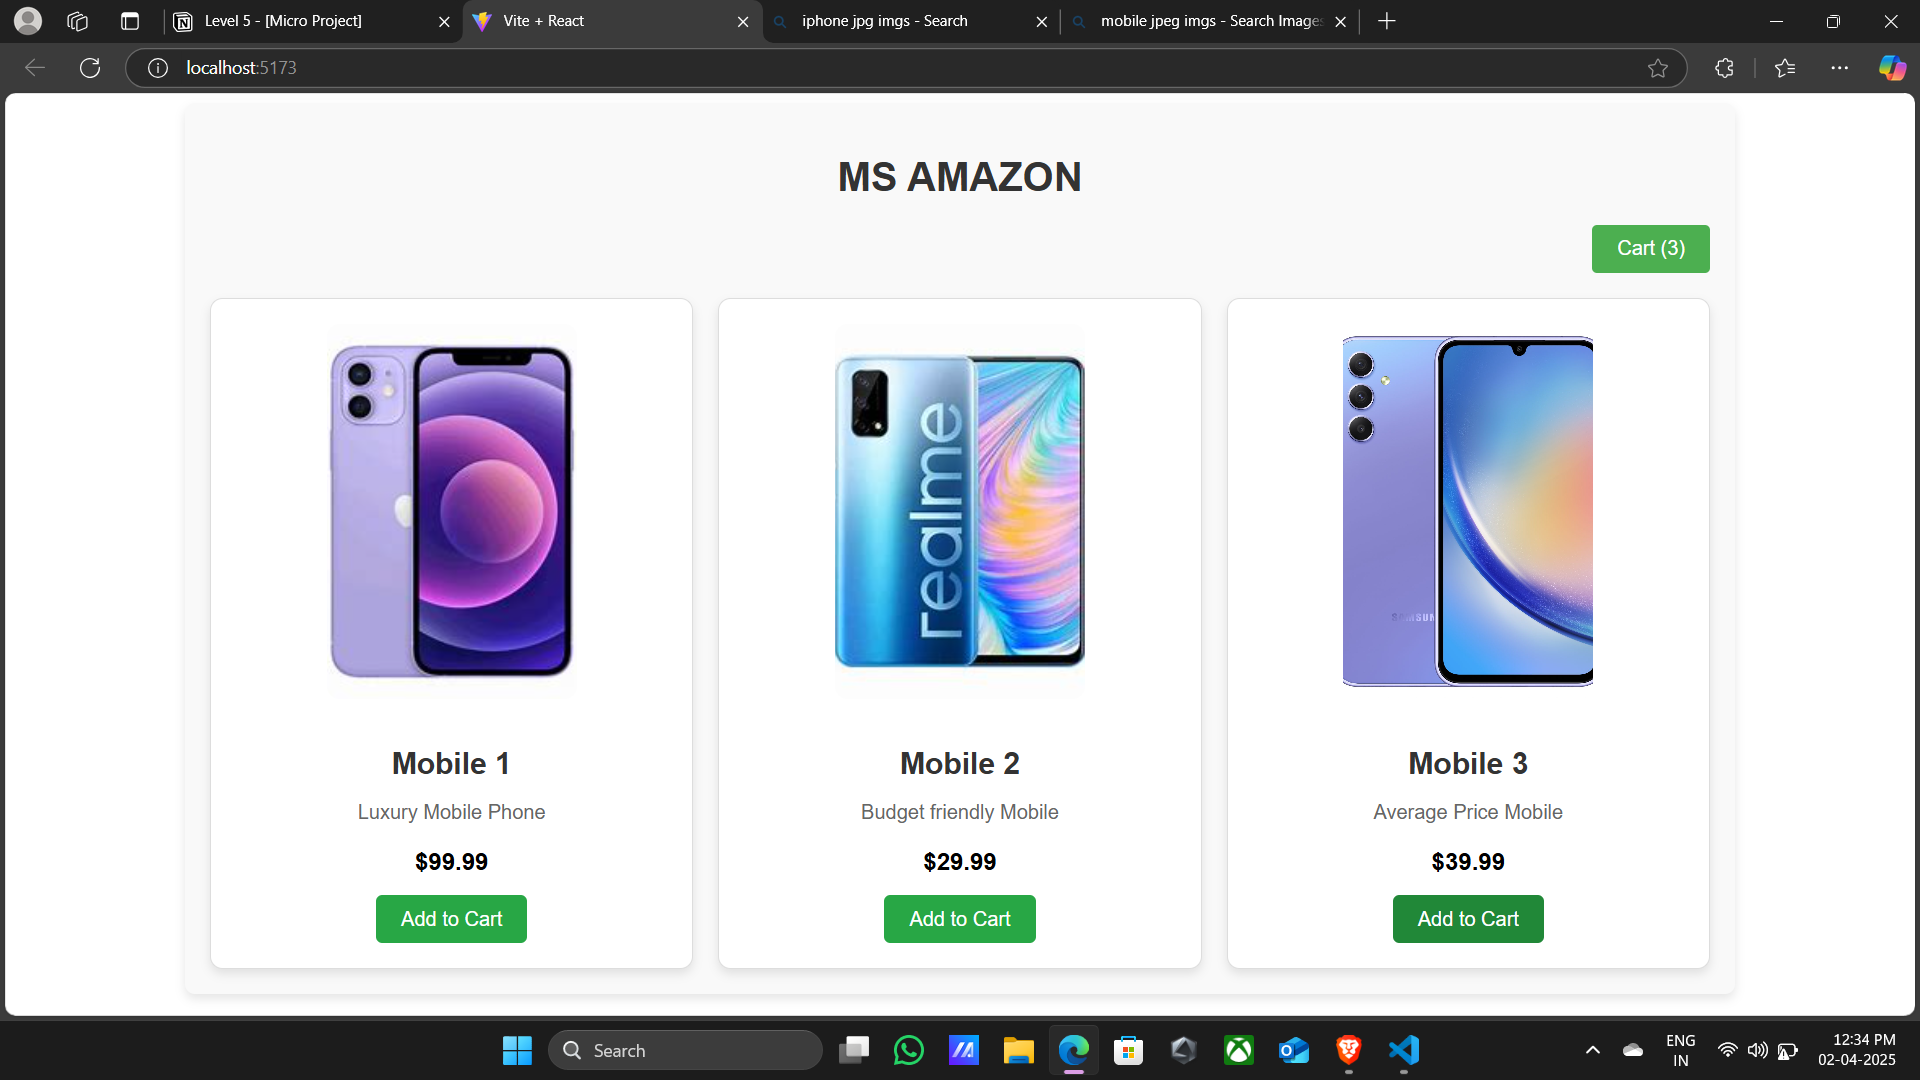 Level 5 - [Micro Project]
Vite + React
iphone jpg imgs - Search
mobile jpeg imgs - Search Images
localhost:5173
MS AMAZON
Cart (3)
realme
Mobile 1
Luxury Mobile Phone
$99.99
Add to Cart
Mobile 2
Budget friendly Mobile
$29.99
Add to Cart
Mobile 3
Average Price Mobile
$39.99
Add to Cart
Search
ENG
IN
12:34 PM
02-04-2025